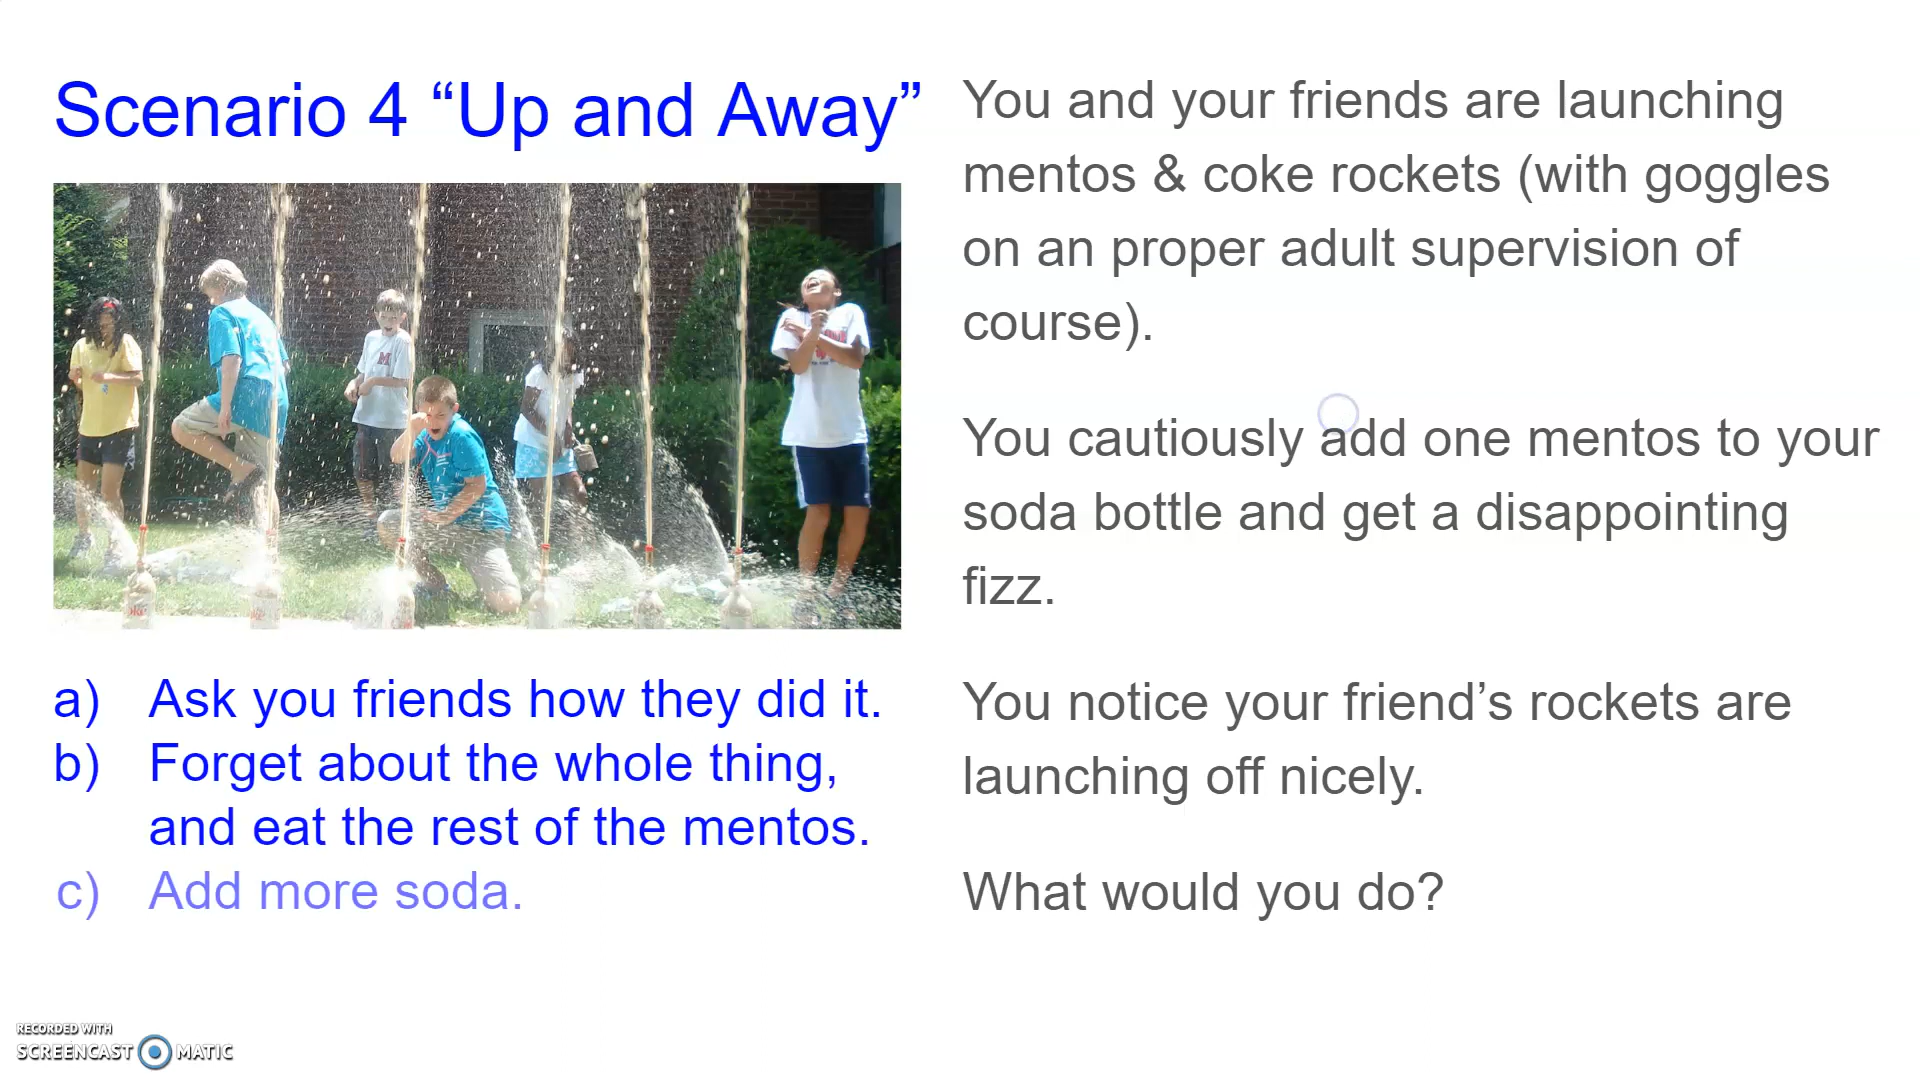 Scenario 4 “Up and Away”
a) Ask you friends how they did it.
b) Forget about the whole thing,
and eat the rest of the mentos.
c) Add more soda.
You and your friends are launching
mentos & coke rockets (with goggles
on an proper adult supervision of
course).
You cautiously add one mentos to your
soda bottle and get a disappointing
fizz.
You notice your friend’s rockets are
launching off nicely.
What would you do?
RECORDED WITH
SCREENCAST MATIC